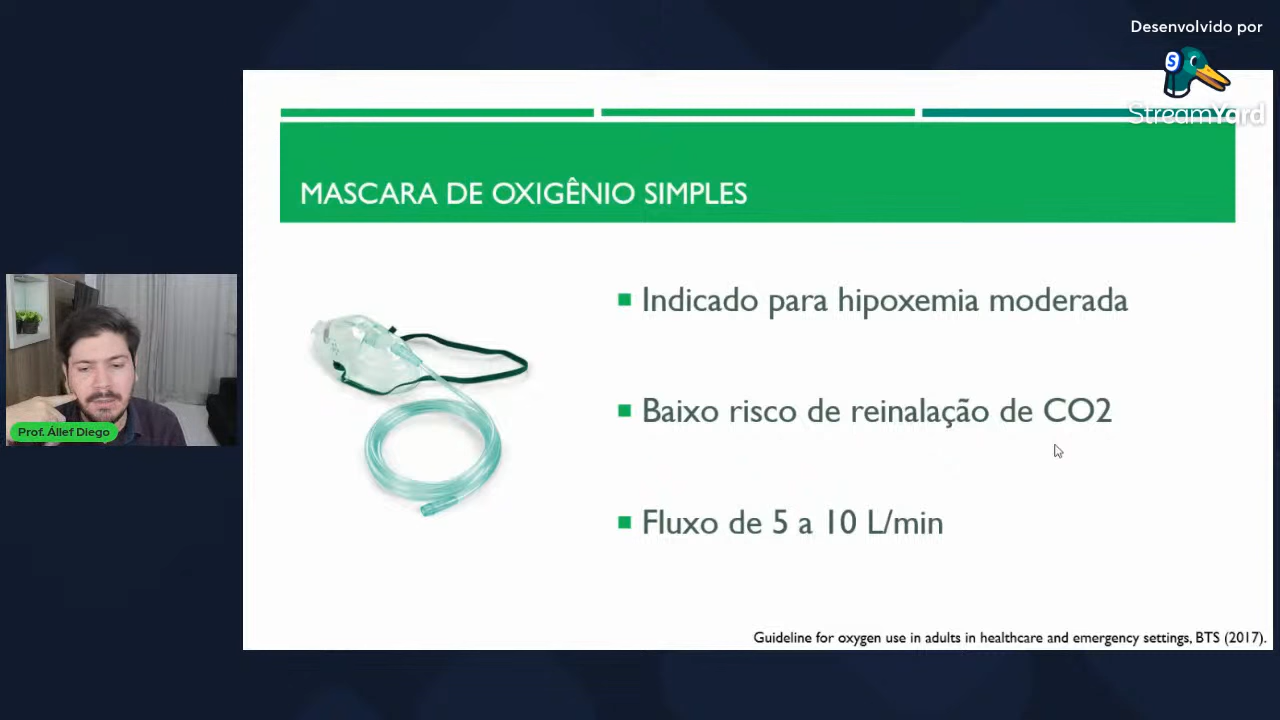 Desenvolvido por
StreamYard
MASCARA DE OXIGÊNIO SIMPLES
Indicado para hipoxemia moderada
Baixo risco de reinalação de CO2
Fluxo de 5 a 10 L/min
Prof. Állef Diego
Guideline for oxygen use in adults in healthcare and emergency settings, BTS (2017).